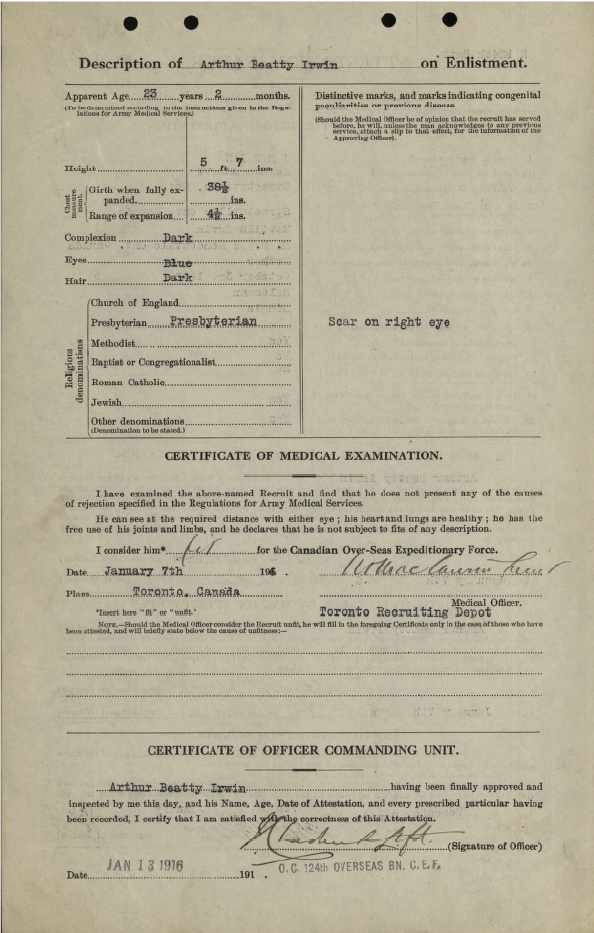 Description of Arthur Beatty Irwin on Enlistment.
Apparent Age 23 years 2 months.
(To be determined according to the instructions given in the Regulations for Army Medical Services.)
Height 5 ft. 7 ins.
Chest measurement.
Girth when fully expanded 38½ ins.
Range of expansion 4½ ins.
Complexion Dark
Eyes Blue
Hair Dark
Religious denominations
Church of England
Presbyterian Presbyterian
Methodist
Baptist or Congregationalist
Roman Catholic
Jewish
Other denominations
(Denomination to be stated.)
Distinctive marks, and marks indicating congenital
peculiarities or previous disease
(Should the Medical Officer be of opinion that the recruit has served
before, he will, unless the man acknowledges to any previous
service, attach a slip to that effect, for the information of the
Approving Officer).
Scar on right eye
CERTIFICATE OF MEDICAL EXAMINATION.
I have examined the above-named Recruit and find that he does not present any of the causes
of rejection specified in the Regulations for Army Medical Services.
He can see at the required distance with either eye; his heart and lungs are healthy; he has the
free use of his joints and limbs, and he declares that he is not subject to fits of any description.
I consider him* fit for the Canadian Over-Seas Expeditionary Force.
Date January 7th 1916 .
Place Toronto, Canada
Medical Officer.
*Insert here "fit" or "unfit."
Toronto Recruiting Depot
NOTE.—Should the Medical Officer consider the Recruit unfit, he will fill in the foregoing Certificate only in the case of those who have
been attested, and will briefly state below the cause of unfitness:—
CERTIFICATE OF OFFICER COMMANDING UNIT.
Arthur Beatty Irwin having been finally approved and
inspected by me this day, and his Name, Age, Date of Attestation, and every prescribed particular having
been recorded, I certify that I am satisfied with the correctness of this Attestation.
(Signature of Officer)
Date JAN 13 1916 191 .
O.C. 124th OVERSEAS BN. C.E.F.